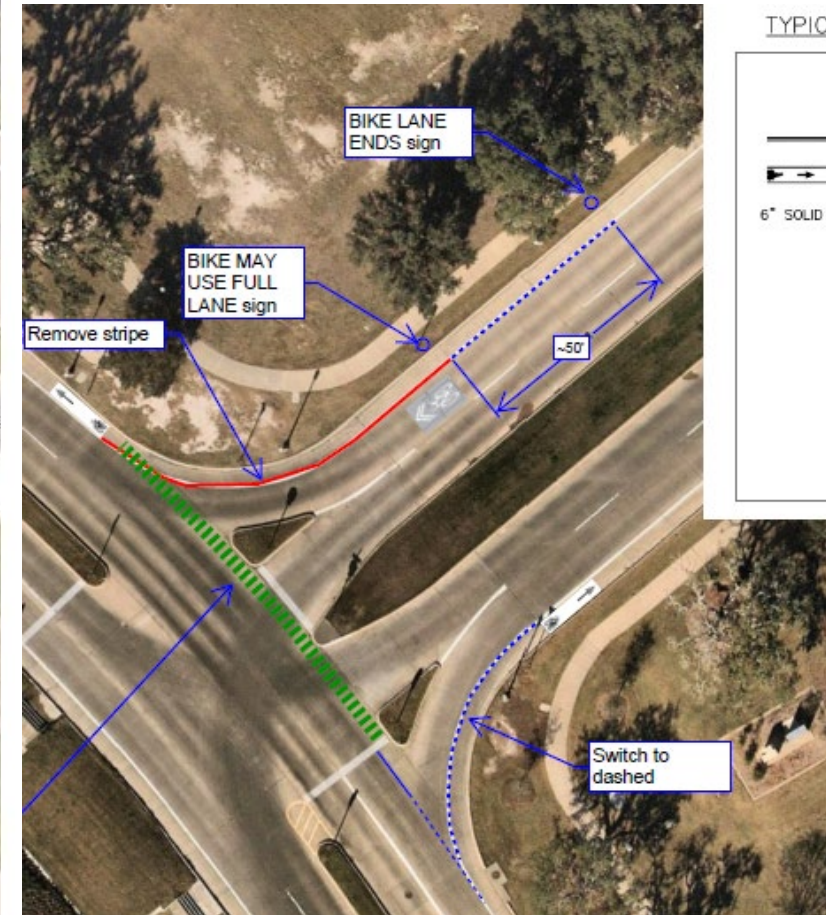 TYPIC
BIKE LANE
ENDS sign
6" SOLID
BIKE MAY
USE FULL
LANE sign
Remove stripe
~50'
Switch to
dashed